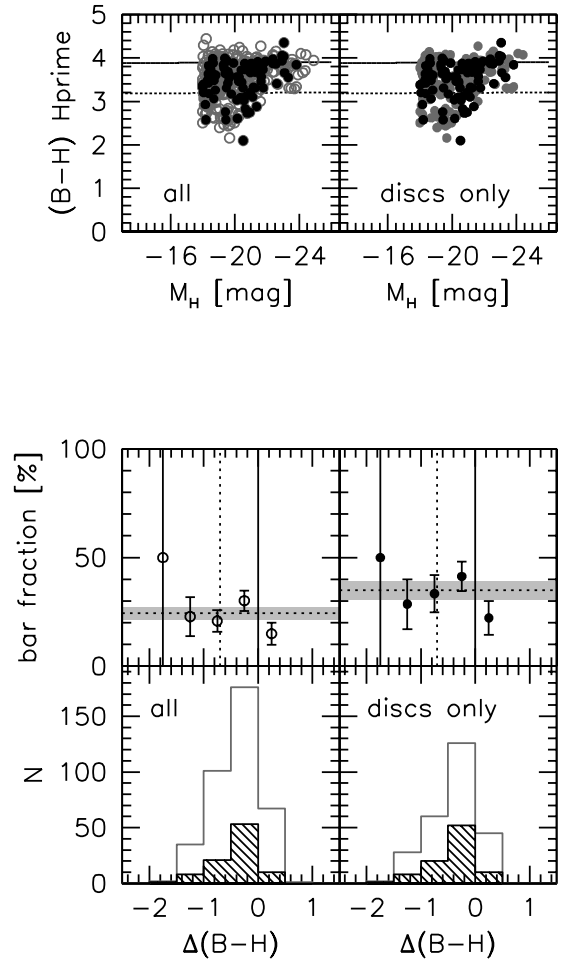 5
4
3
2
1
0
(B−H) Hprime
all
discs only
−16 −20 −24 −16 −20 −24
M_H [mag] M_H [mag]
100
50
0
bar fraction [%]
all
discs only
150
100
50
0
N
−2 −1 0 1 −2 −1 0 1
Δ(B−H) Δ(B−H)